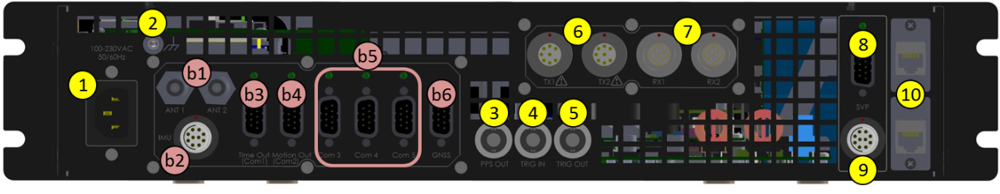 2
6
7
b5
8
100-230VAC
50/60Hz
b1
1
b3
b4
b6
TX1
TX2
RX1
RX2
10
3
4
5
SVP
ANT 1
ANT 2
IMU
b2
Time Out
(Com1)
Motion Out
(Com2)
Com 3
Com 4
Com 5
GNSS
PPS OUT
TRIG IN
TRIG OUT
9